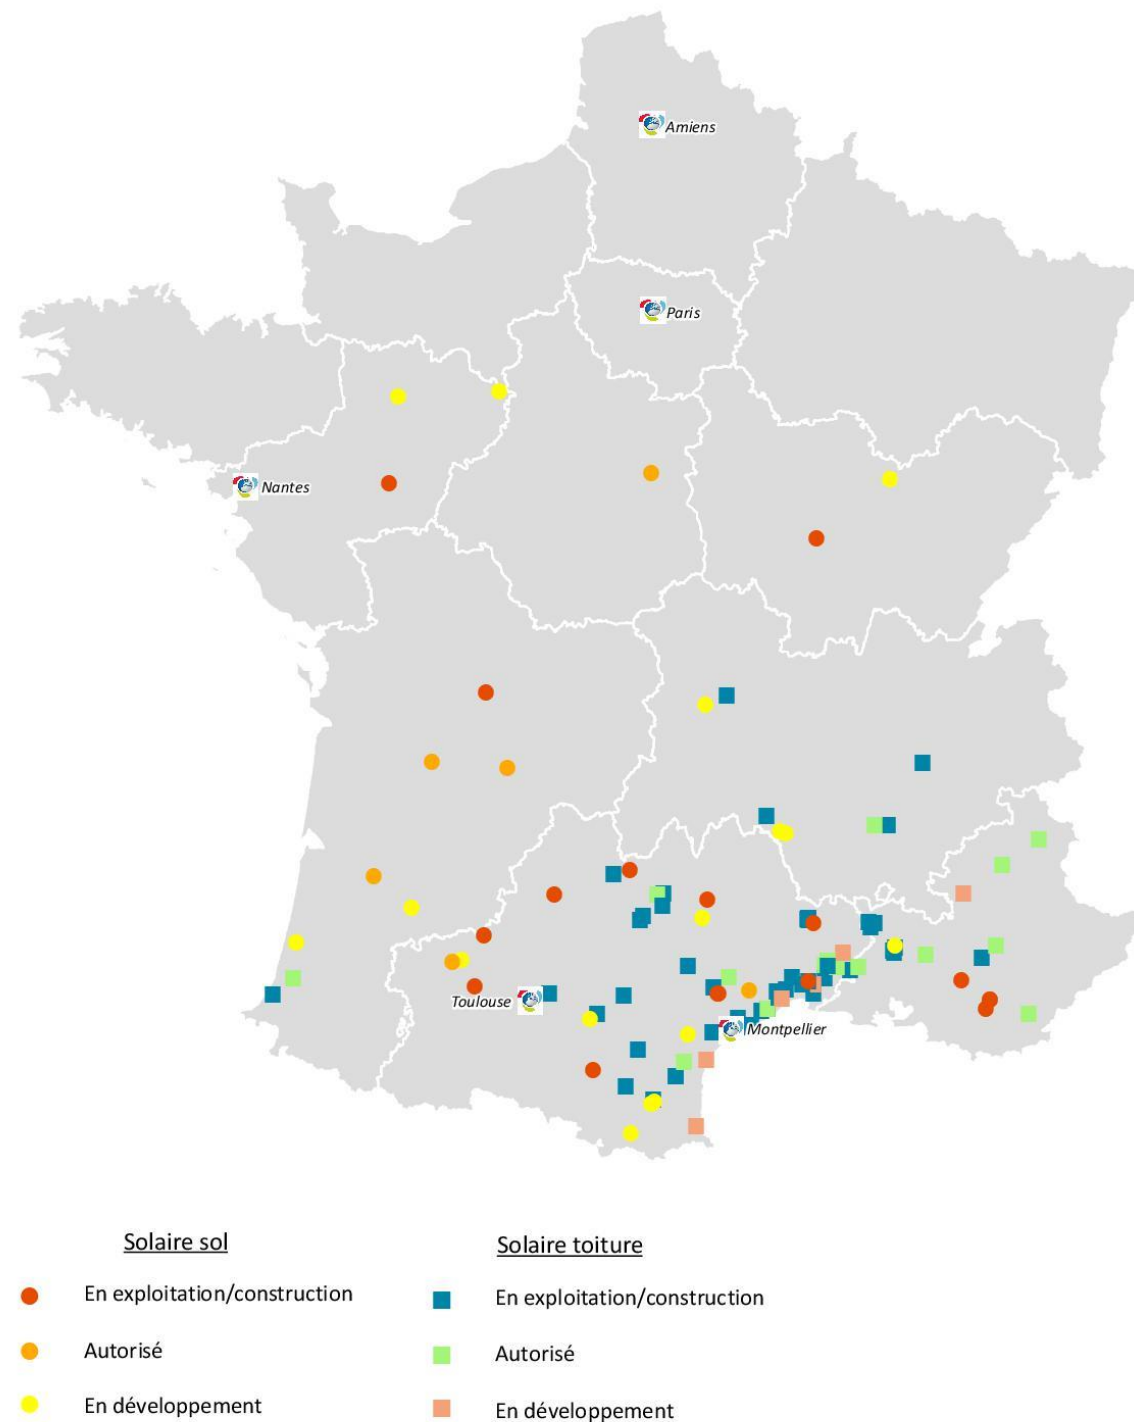 Amiens
Paris
Nantes
Toulouse
Montpellier
Solaire sol
Solaire toiture
En exploitation/construction
En exploitation/construction
Autorisé
Autorisé
En développement
En développement